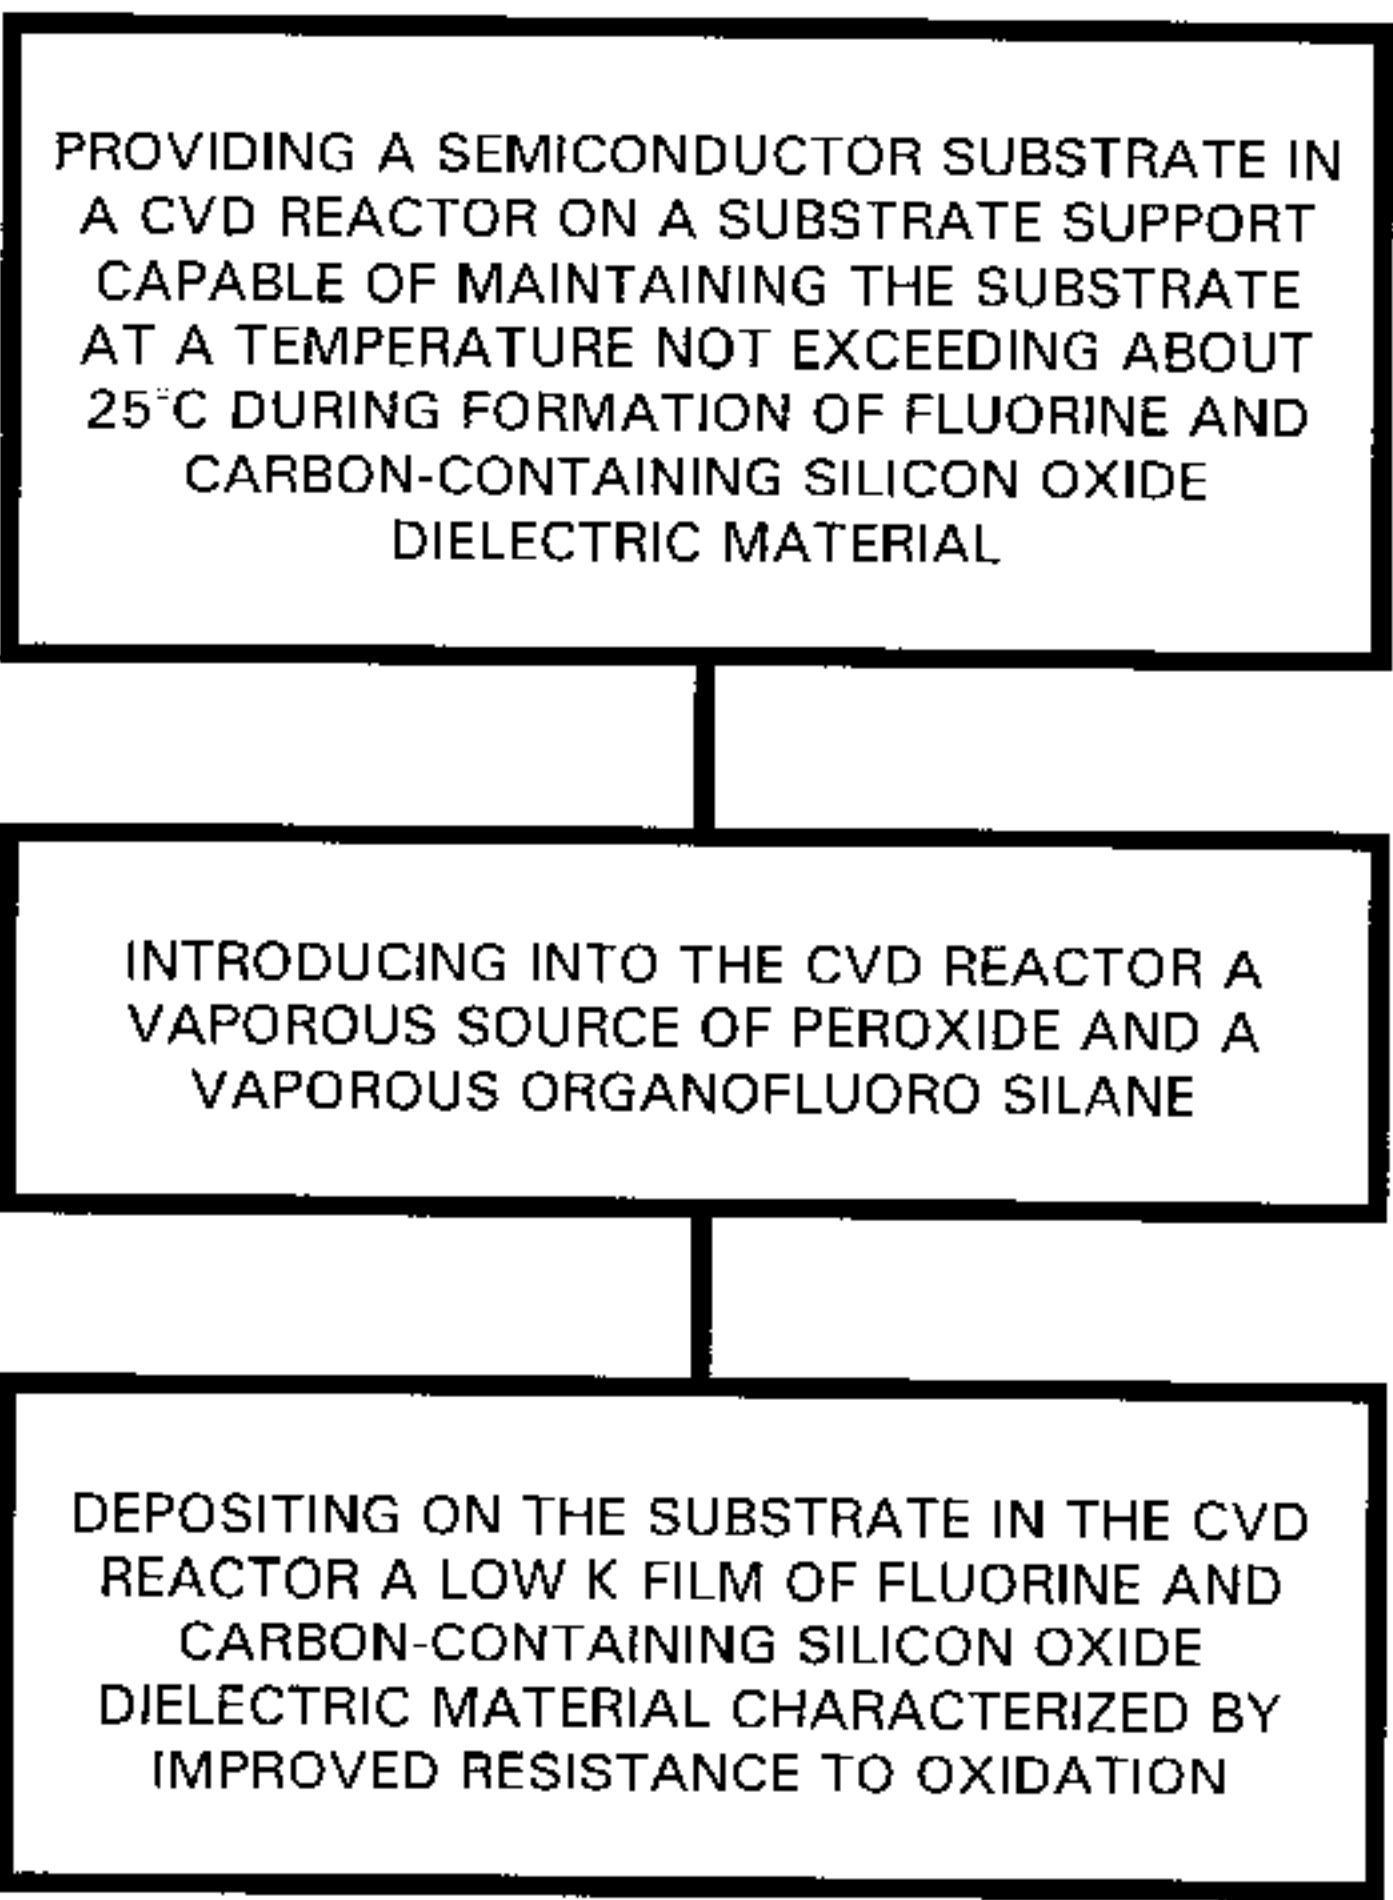 PROVIDING A SEMICONDUCTOR SUBSTRATE IN
A CVD REACTOR ON A SUBSTRATE SUPPORT
CAPABLE OF MAINTAINING THE SUBSTRATE
AT A TEMPERATURE NOT EXCEEDING ABOUT
25°C DURING FORMATION OF FLUORINE AND
CARBON-CONTAINING SILICON OXIDE
DIELECTRIC MATERIAL
INTRODUCING INTO THE CVD REACTOR A
VAPOROUS SOURCE OF PEROXIDE AND A
VAPOROUS ORGANOFLUORO SILANE
DEPOSITING ON THE SUBSTRATE IN THE CVD
REACTOR A LOW K FILM OF FLUORINE AND
CARBON-CONTAINING SILICON OXIDE
DIELECTRIC MATERIAL CHARACTERIZED BY
IMPROVED RESISTANCE TO OXIDATION